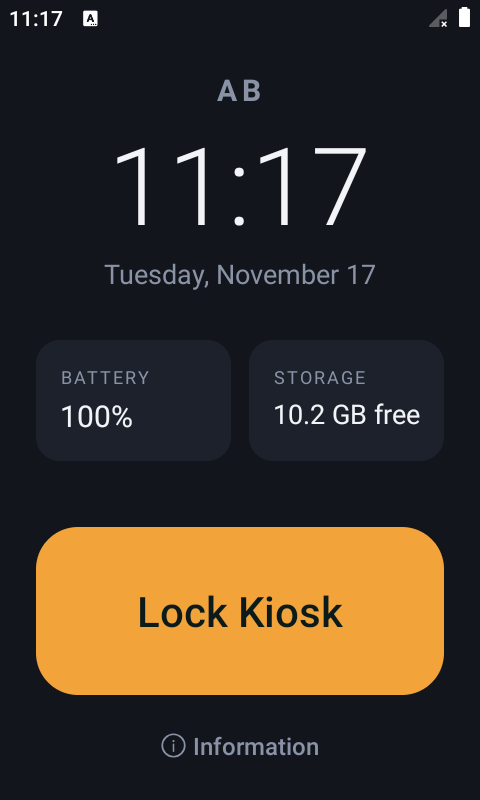 11:17
AB
11:17
Tuesday, November 17
BATTERY
100%
STORAGE
10.2 GB free
Lock Kiosk
Information